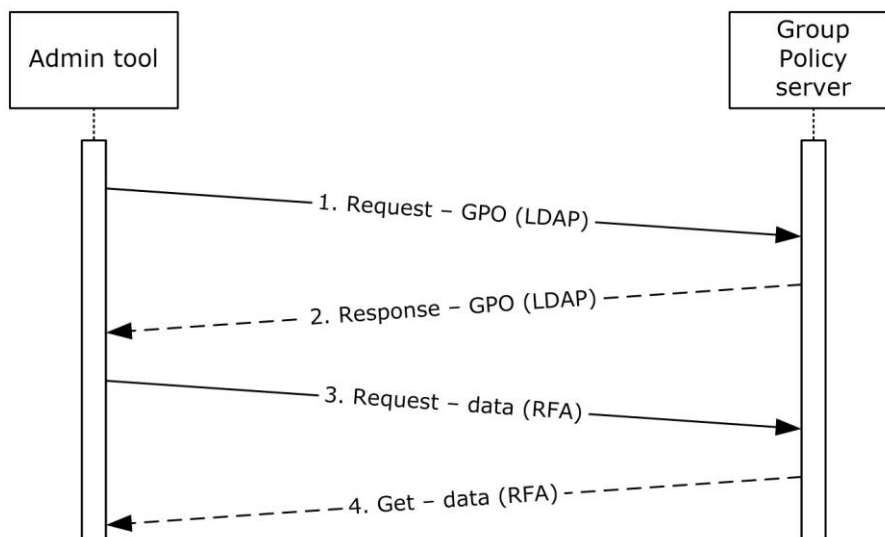 Admin tool
Group
Policy
server
1. Request – GPO (LDAP)
2. Response – GPO (LDAP)
3. Request – data (RFA)
4. Get – data (RFA)